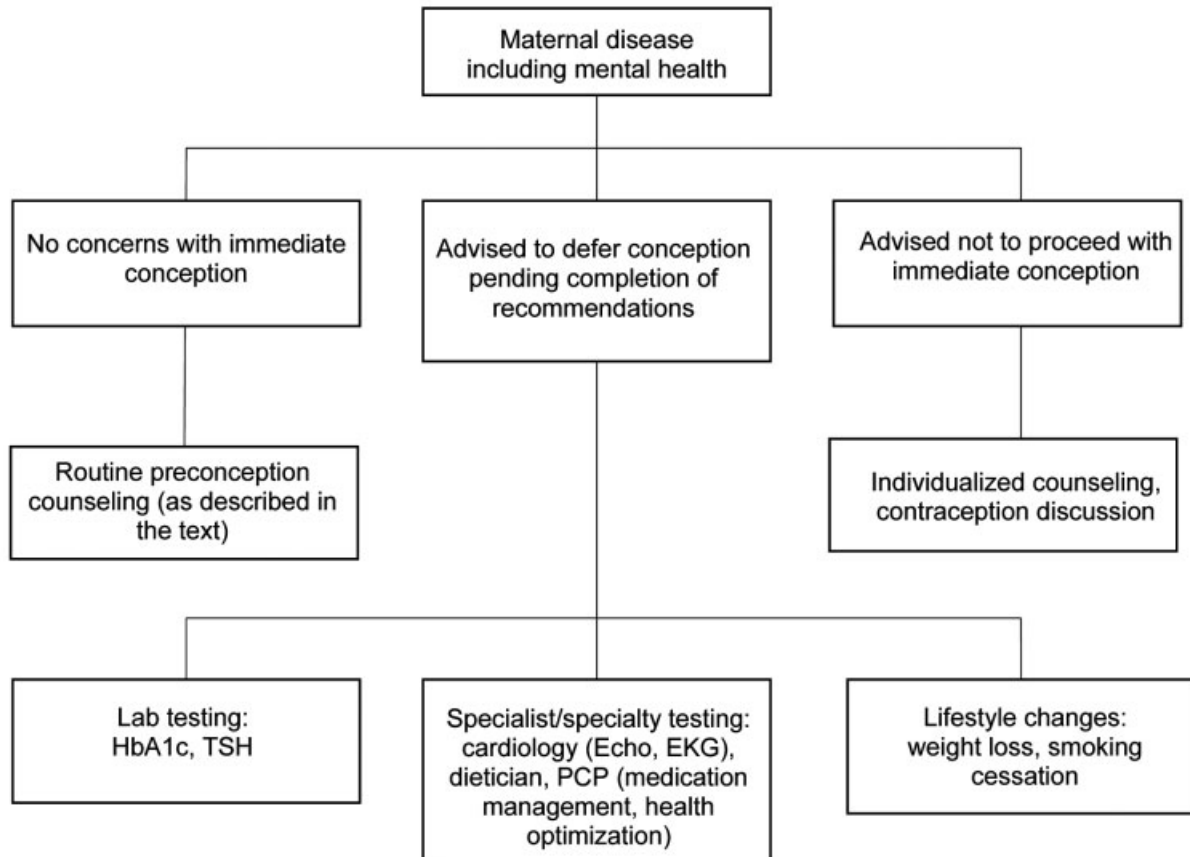 Maternal disease
including mental health
No concerns with immediate
conception
Advised to defer conception
pending completion of
recommendations
Advised not to proceed with
immediate conception
Routine preconception
counseling (as described in
the text)
Individualized counseling,
contraception discussion
Lab testing:
HbA1c, TSH
Specialist/specialty testing:
cardiology (Echo, EKG),
dietician, PCP (medication
management, health
optimization)
Lifestyle changes:
weight loss, smoking
cessation